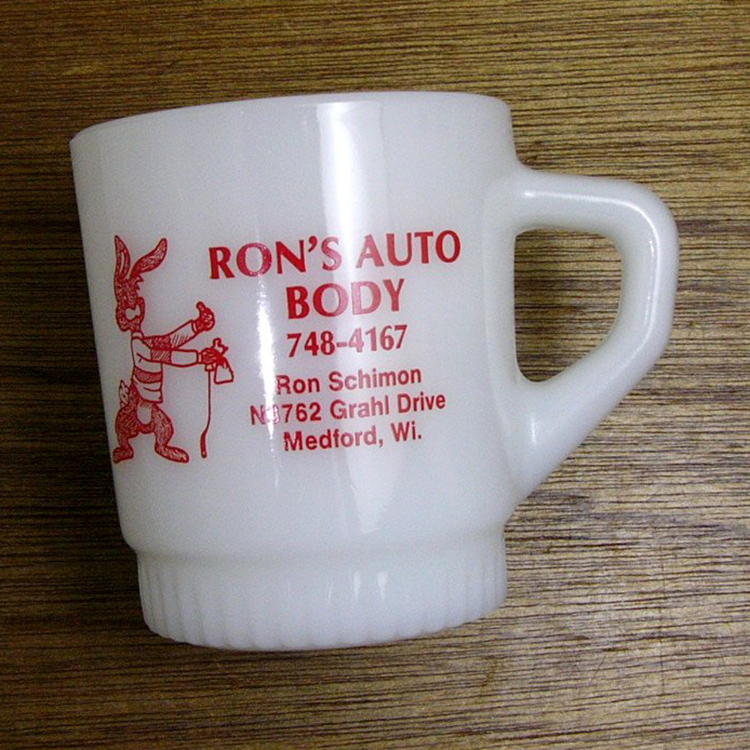 RON'S AUTO
BODY
748-4167
Ron Schimon
Grahl Drive
Medford, Wi.